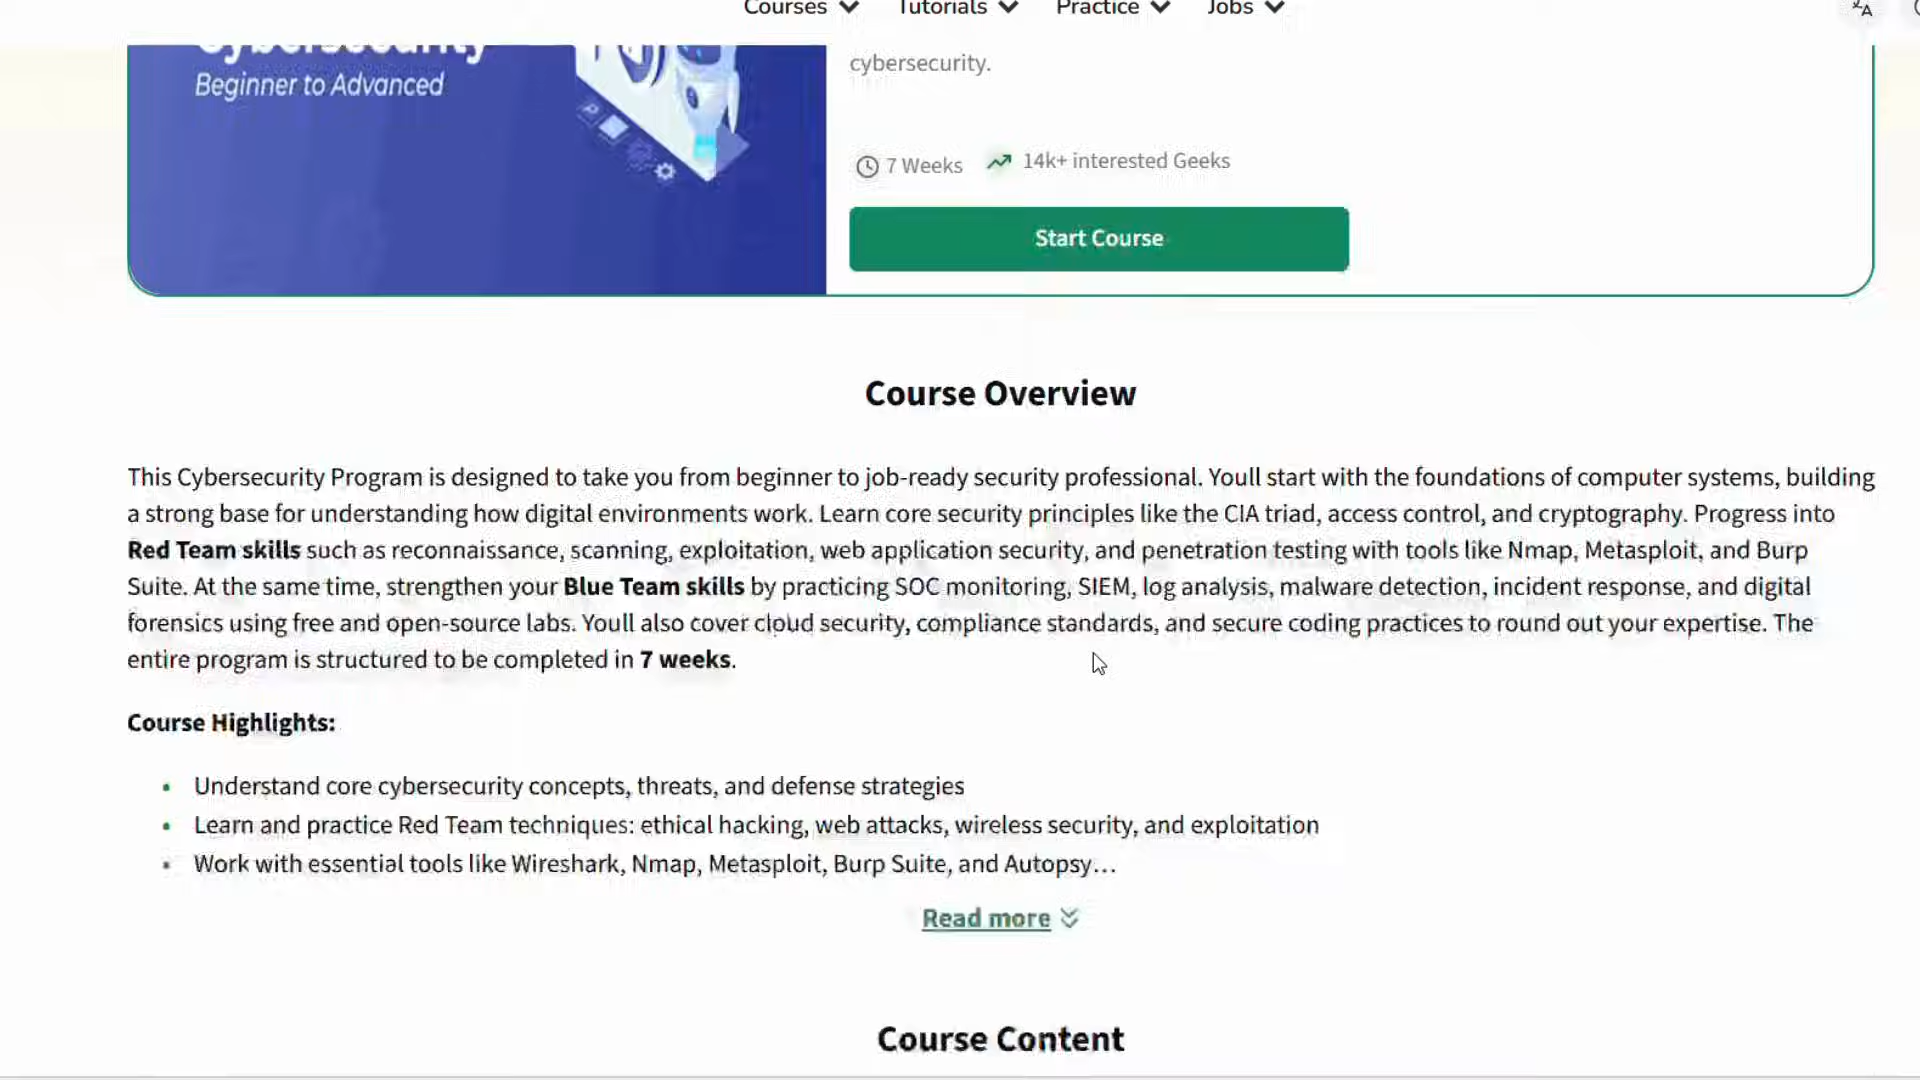 Courses
Tutorials
Practice
Jobs
Cybersecurity
Beginner to Advanced
cybersecurity.
7 Weeks
14k+ interested Geeks
Start Course
Course Overview
This Cybersecurity Program is designed to take you from beginner to job-ready security professional. Youll start with the foundations of computer systems, building
a strong base for understanding how digital environments work. Learn core security principles like the CIA triad, access control, and cryptography. Progress into
Red Team skills such as reconnaissance, scanning, exploitation, web application security, and penetration testing with tools like Nmap, Metasploit, and Burp
Suite. At the same time, strengthen your Blue Team skills by practicing SOC monitoring, SIEM, log analysis, malware detection, incident response, and digital
forensics using free and open-source labs. Youll also cover cloud security, compliance standards, and secure coding practices to round out your expertise. The
entire program is structured to be completed in 7 weeks.
Course Highlights:
• Understand core cybersecurity concepts, threats, and defense strategies
• Learn and practice Red Team techniques: ethical hacking, web attacks, wireless security, and exploitation
• Work with essential tools like Wireshark, Nmap, Metasploit, Burp Suite, and Autopsy...
Read more
Course Content